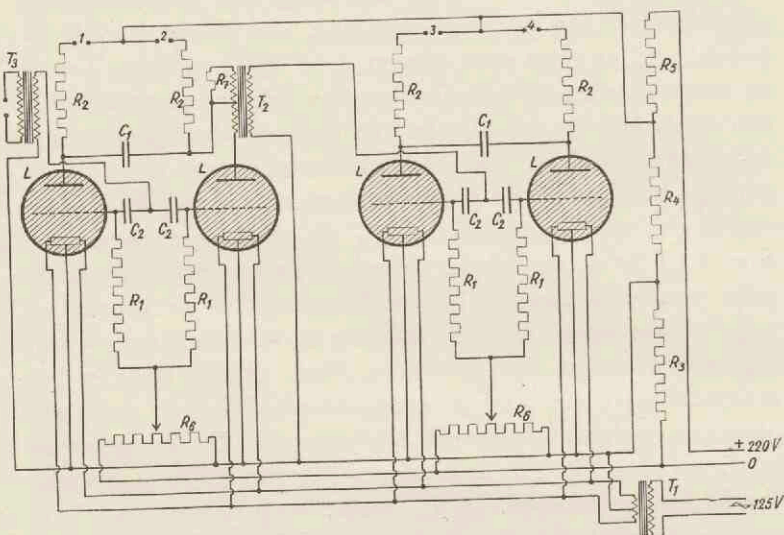 1 2 3 4
T3 R2 R2 R7 T2 R2 R2 R5
C1 C1
L L L L R4
C2 C2 C2 C2
R1 R1 R1 R1
R3
R6 R6
+ 220V
0
T1
~125V